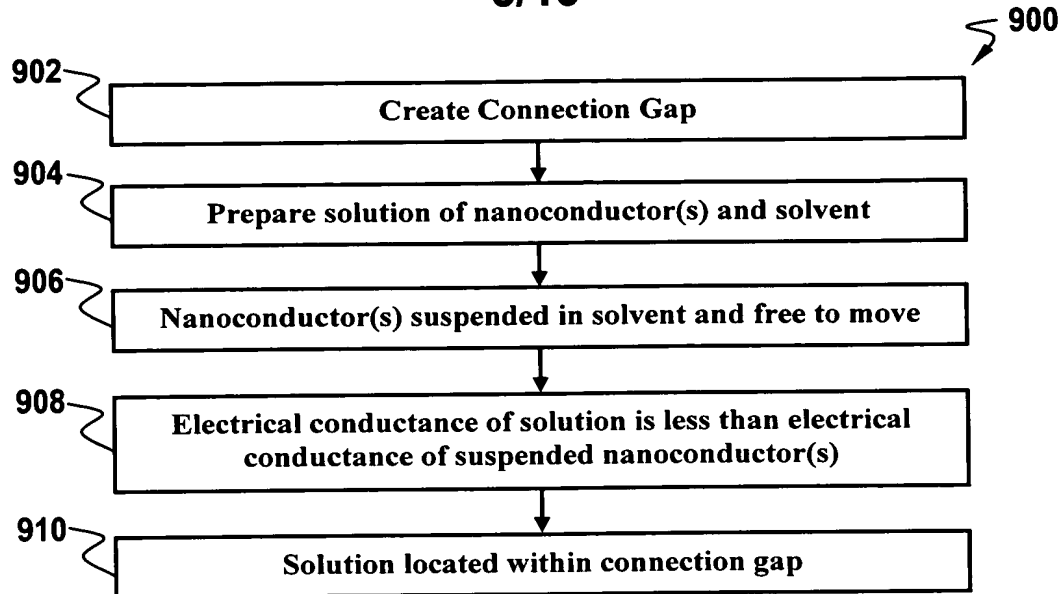 900
902
Create Connection Gap
904
Prepare solution of nanoconductor(s) and solvent
906
Nanoconductor(s) suspended in solvent and free to move
908
Electrical conductance of solution is less than electrical
conductance of suspended nanoconductor(s)
910
Solution located within connection gap